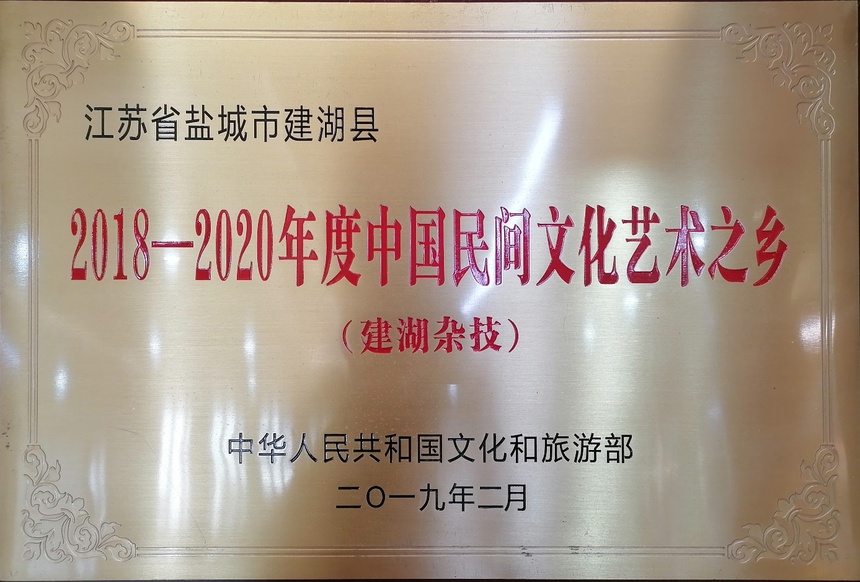 江苏省盐城市建湖县
2018—2020年度中国民间文化艺术之乡
（建湖杂技）
中华人民共和国文化和旅游部
二〇一九年二月